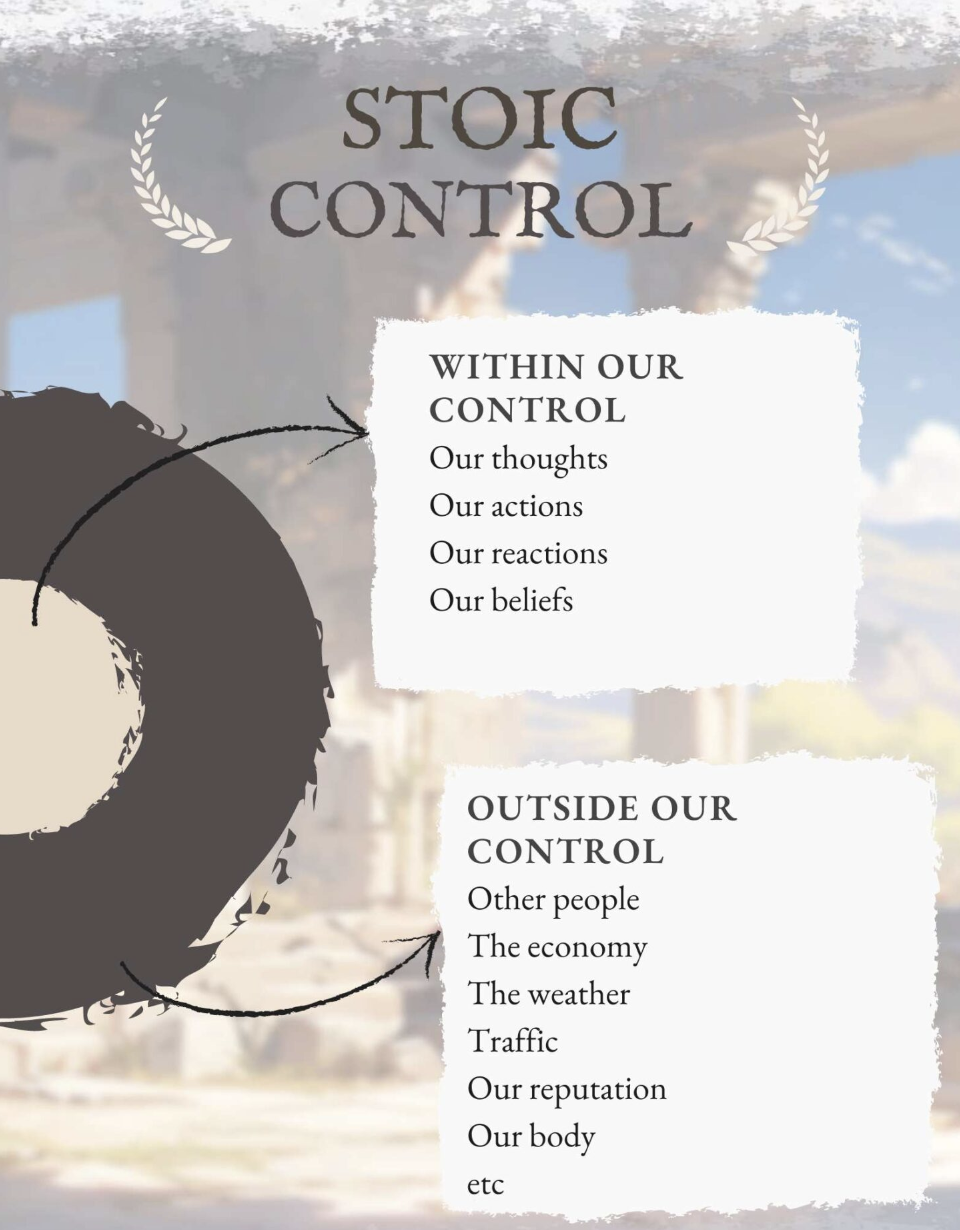 STOIC
CONTROL
WITHIN OUR
CONTROL
Our thoughts
Our actions
Our reactions
Our beliefs
OUTSIDE OUR
CONTROL
Other people
The economy
The weather
Traffic
Our reputation
Our body
etc